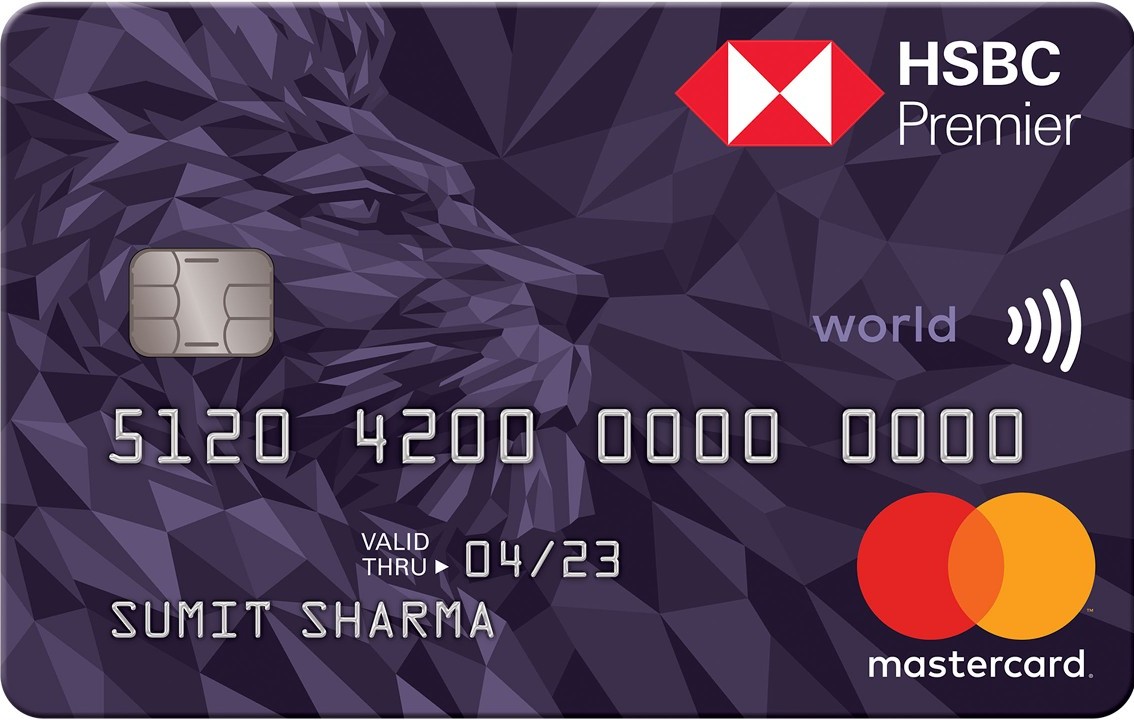 HSBC
Premier
world
5120 4200 0000 0000
VALID
THRU ▶ 04/23
SUMIT SHARMA
mastercard.